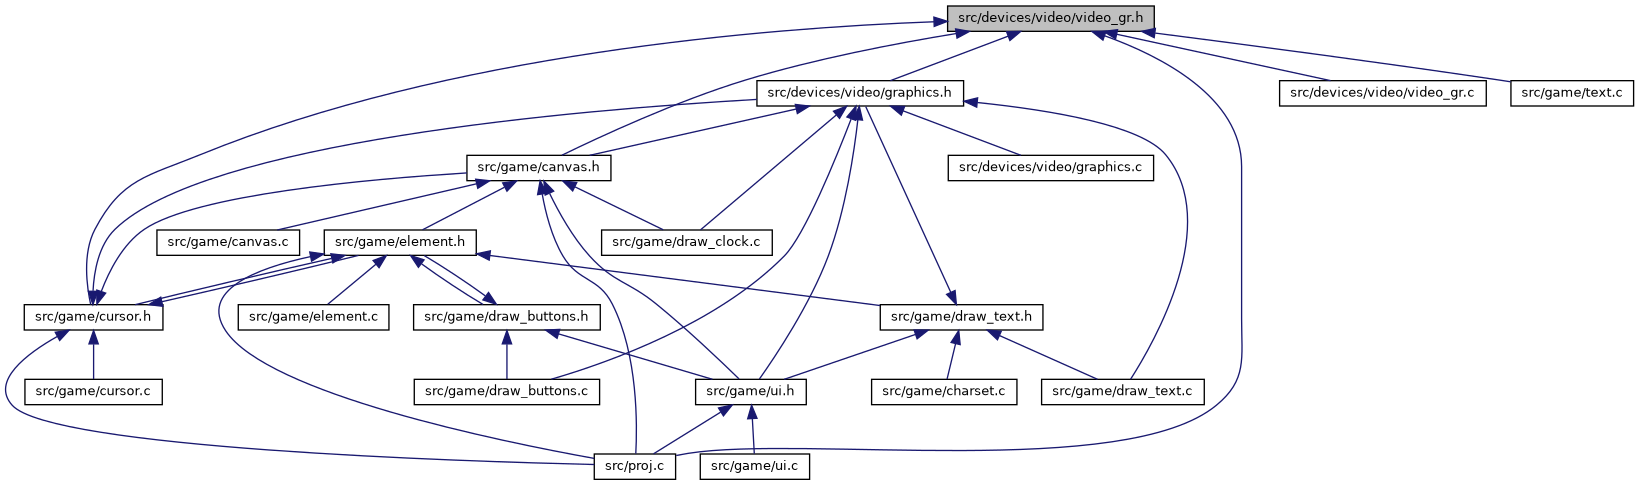 src/devices/video/video_gr.h
src/devices/video/graphics.h
src/devices/video/video_gr.c
src/game/text.c
src/game/canvas.h
src/devices/video/graphics.c
src/game/canvas.c
src/game/element.h
src/game/draw_clock.c
src/game/cursor.h
src/game/element.c
src/game/draw_buttons.h
src/game/draw_text.h
src/game/cursor.c
src/game/draw_buttons.c
src/game/ui.h
src/game/charset.c
src/game/draw_text.c
src/proj.c
src/game/ui.c